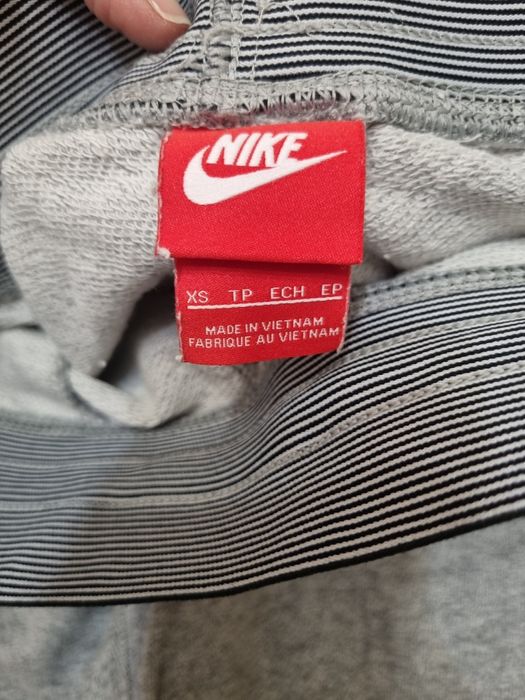 NIKE
XS TP ECH EP
MADE IN VIETNAM
FABRIQUE AU VIETNAM